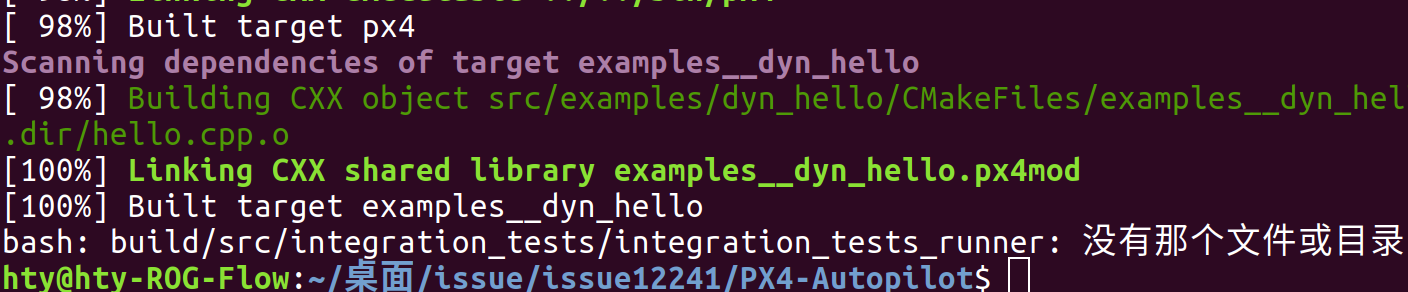 [ 98%] Built target px4
Scanning dependencies of target examples__dyn_hello
[ 98%] Building CXX object src/examples/dyn_hello/CMakeFiles/examples__dyn_hel
.dir/hello.cpp.o
[100%] Linking CXX shared library examples__dyn_hello.px4mod
[100%] Built target examples__dyn_hello
bash: build/src/integration_tests/integration_tests_runner: 没有那个文件或目录
hty@hty-ROG-Flow:~/桌面/issue/issue12241/PX4-Autopilot$